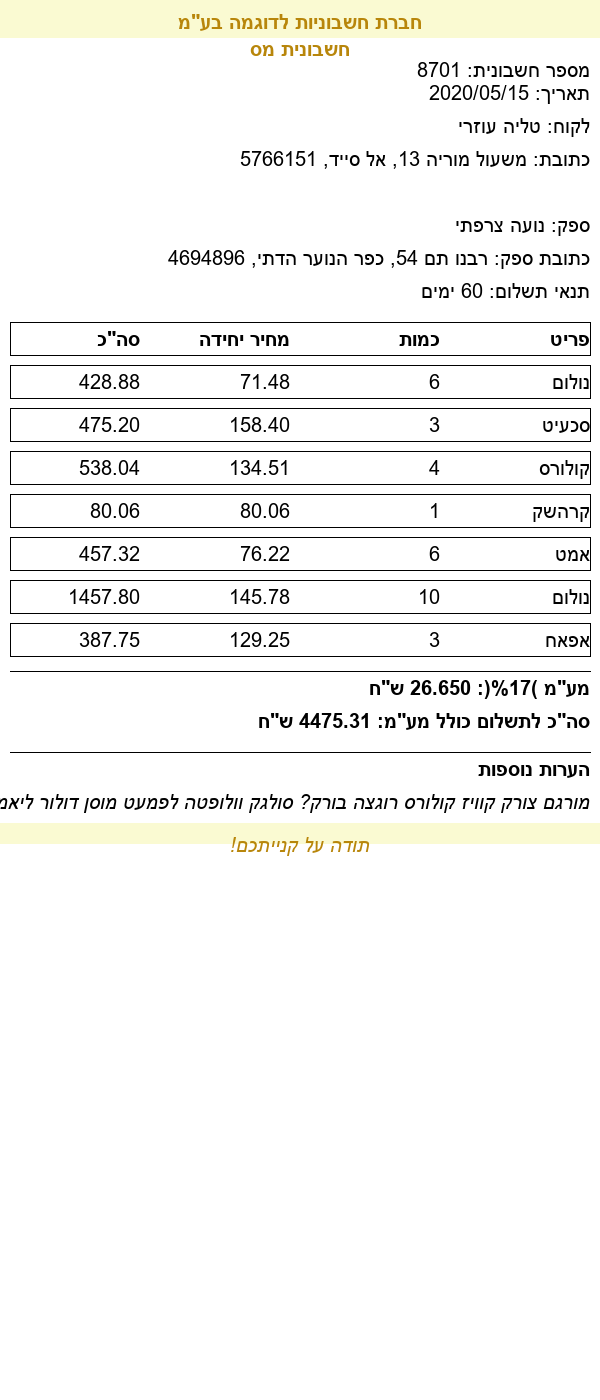 חברת חשבוניות לדוגמה בע"מ
חשבונית מס
מספר חשבונית: 8701
תאריך: 2020/05/15
לקוח: טליה עוזרי
כתובת: משעול מוריה 13, אל סייד, 5766151
ספק: נועה צרפתי
כתובת ספק: רבנו תם 54, כפר הנוער הדתי, 4694896
תנאי תשלום: 60 ימים
פריט כמות מחיר יחידה סה"כ
נולום 6 71.48 428.88
סכעיט 3 158.40 475.20
קולורס 4 134.51 538.04
קרהשק 1 80.06 80.06
אמט 6 76.22 457.32
נולום 10 145.78 1457.80
אפאח 3 129.25 387.75
מע"מ )17%(: 26.650 ש"ח
סה"כ לתשלום כולל מע"מ: 4475.31 ש"ח
הערות נוספות
מורגם צורק קוויז קולורס רוגצה בורק? סולגק וולופטה לפמעט מוסן דולור
תודה על קנייתכם!